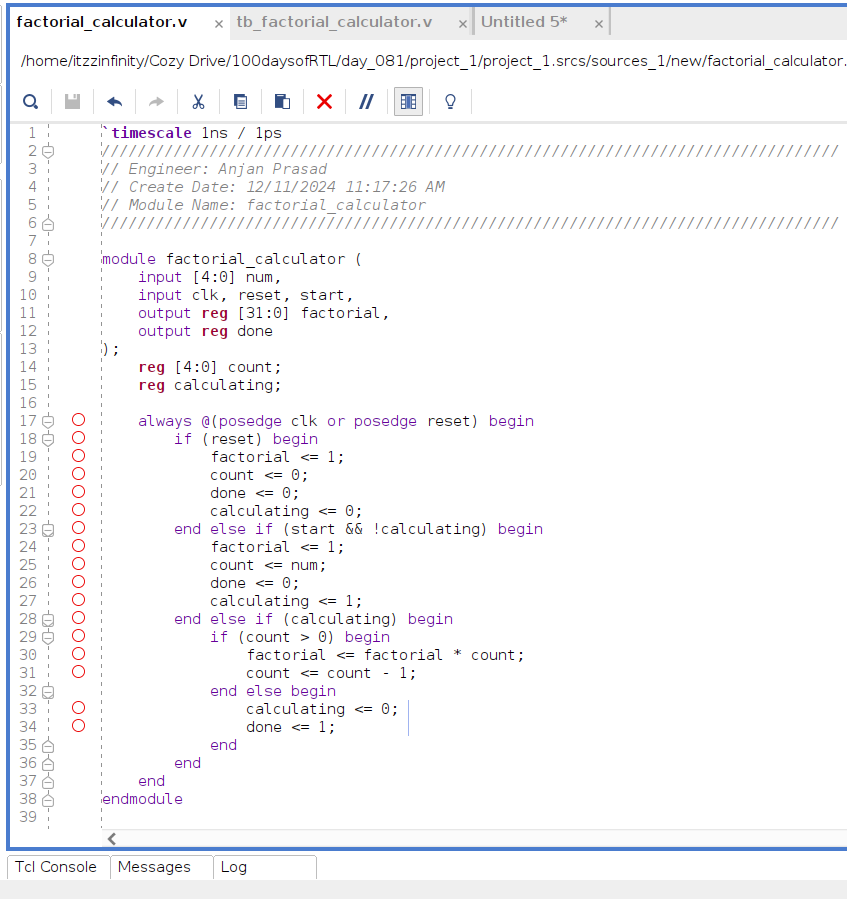 factorial_calculator.v × tb_factorial_calculator.v × Untitled 5* ×
/home/itzzinfinity/Cozy Drive/100daysofRTL/day_081/project_1/project_1.srcs/sources_1/new/factorial_calculator.
1 `timescale 1ns / 1ps
2 //////////////////////////////////////////////////////////////////////////////////
3 // Engineer: Anjan Prasad
4 // Create Date: 12/11/2024 11:17:26 AM
5 // Module Name: factorial_calculator
6 //////////////////////////////////////////////////////////////////////////////////
7
8 module factorial_calculator (
9     input [4:0] num,
10     input clk, reset, start,
11     output reg [31:0] factorial,
12     output reg done
13 );
14     reg [4:0] count;
15     reg calculating;
16
17     always @(posedge clk or posedge reset) begin
18         if (reset) begin
19             factorial <= 1;
20             count <= 0;
21             done <= 0;
22             calculating <= 0;
23         end else if (start && !calculating) begin
24             factorial <= 1;
25             count <= num;
26             done <= 0;
27             calculating <= 1;
28         end else if (calculating) begin
29             if (count > 0) begin
30                 factorial <= factorial * count;
31                 count <= count - 1;
32             end else begin
33                 calculating <= 0;
34                 done <= 1;
35             end
36         end
37     end
38 endmodule
39
Tcl Console Messages Log